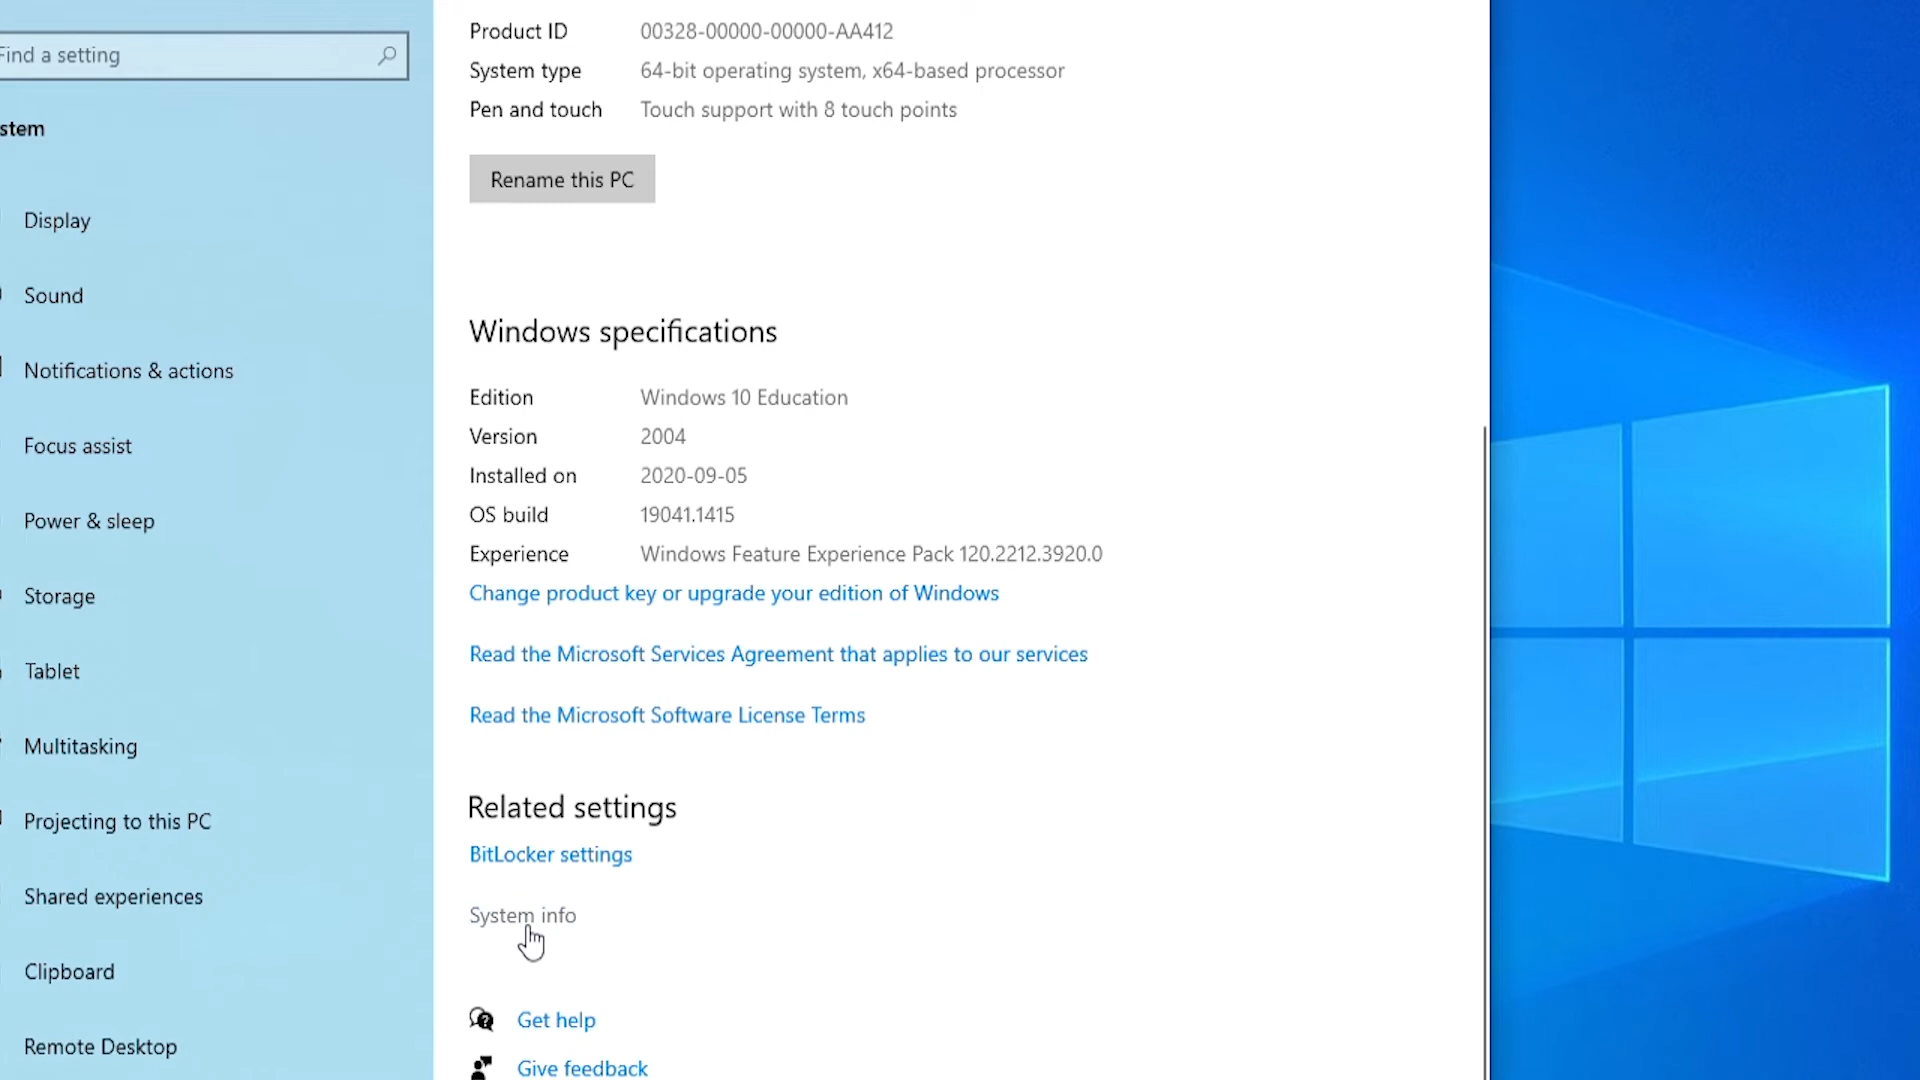 Find a setting
stem
Display
Sound
Notifications & actions
Focus assist
Power & sleep
Storage
Tablet
Multitasking
Projecting to this PC
Shared experiences
Clipboard
Remote Desktop
Product ID 00328-00000-00000-AA412
System type 64-bit operating system, x64-based processor
Pen and touch Touch support with 8 touch points
Rename this PC
Windows specifications
Edition Windows 10 Education
Version 2004
Installed on 2020-09-05
OS build 19041.1415
Experience Windows Feature Experience Pack 120.2212.3920.0
Change product key or upgrade your edition of Windows
Read the Microsoft Services Agreement that applies to our services
Read the Microsoft Software License Terms
Related settings
BitLocker settings
System info
Get help
Give feedback